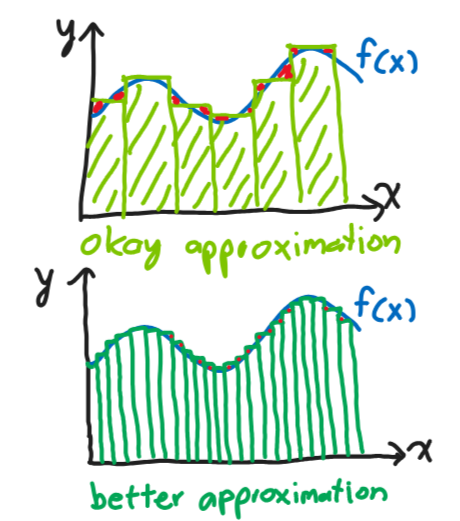 y
f(x)
x
okay approximation
y
f(x)
x
better approximation